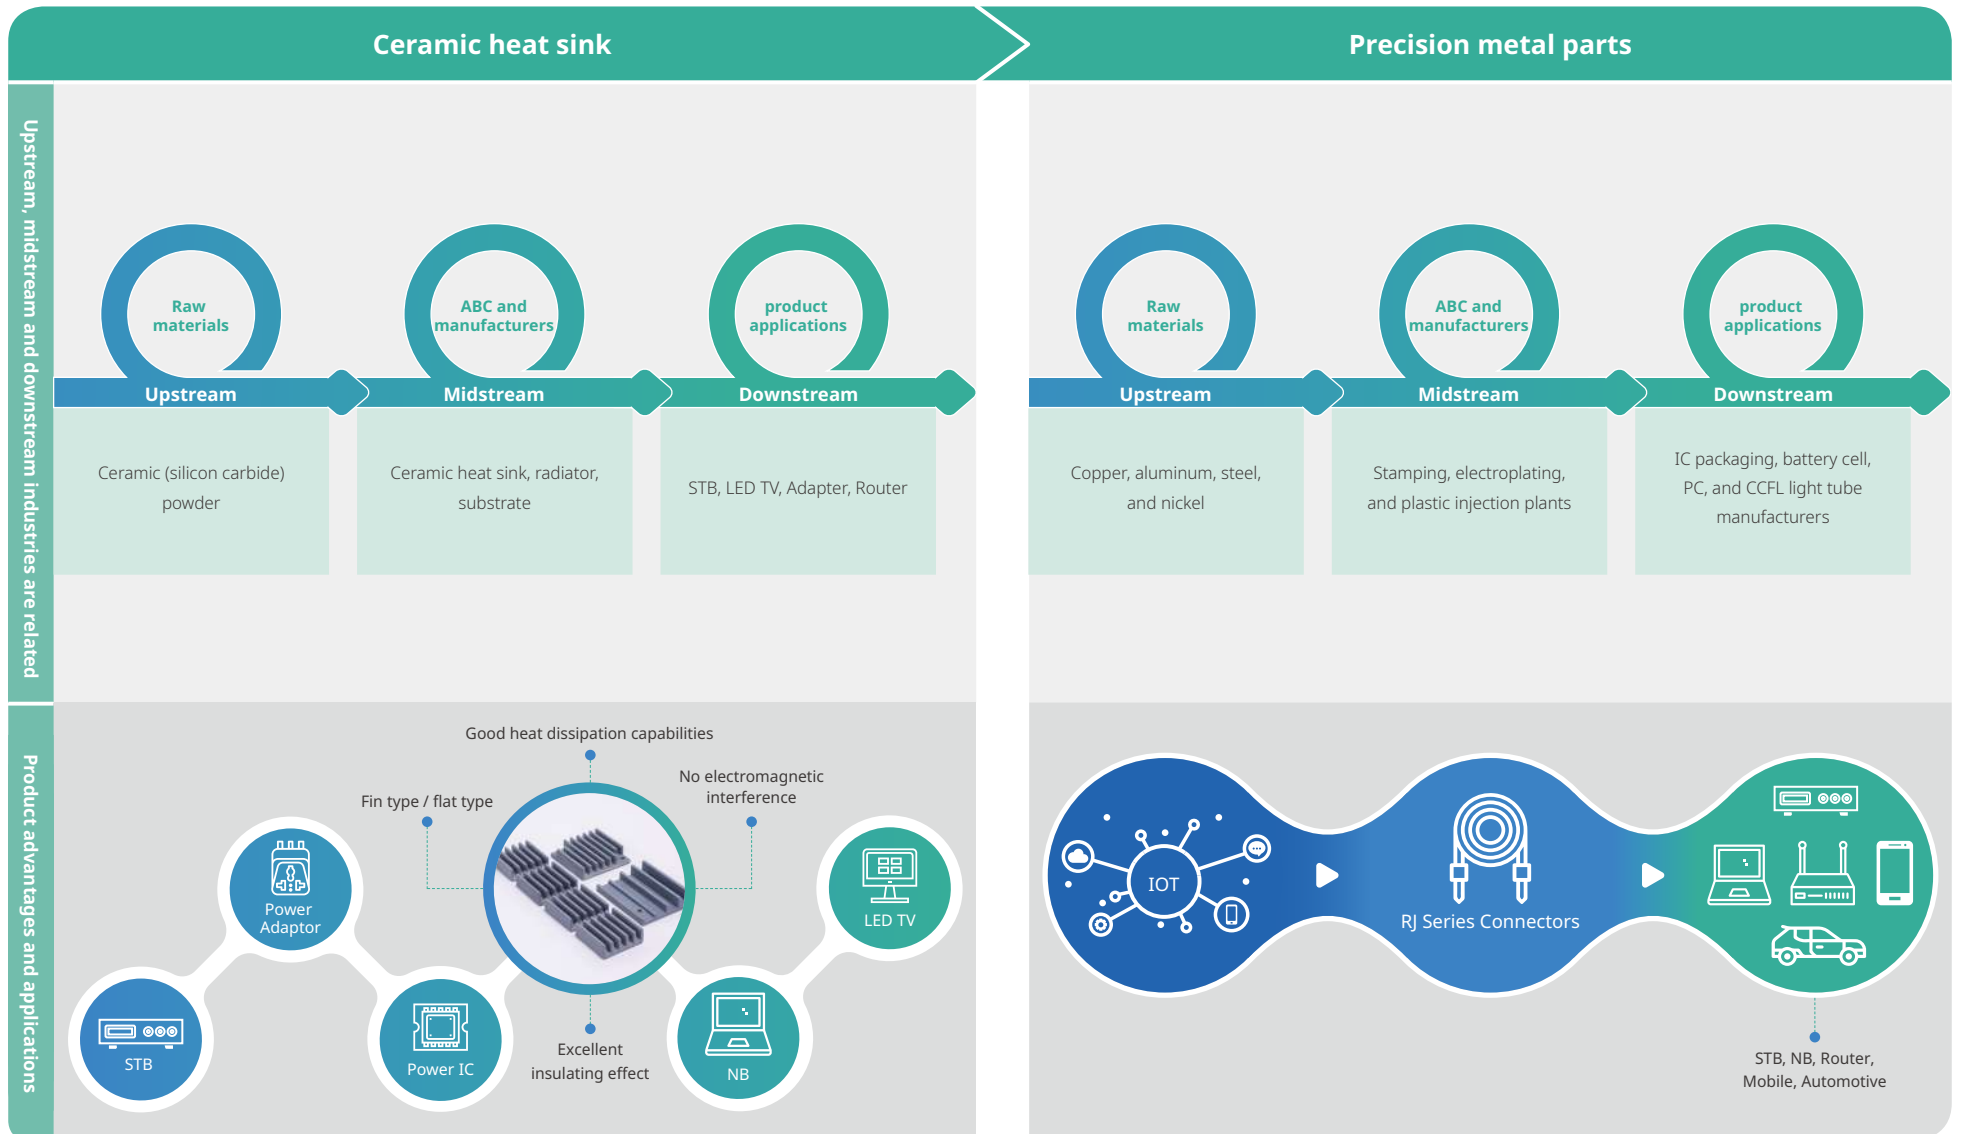 Ceramic heat sink
Precision metal parts
Upstream, midstream and downstream industries are related
Raw
materials
ABC and
manufacturers
product
applications
Upstream
Midstream
Downstream
Ceramic (silicon carbide)
powder
Ceramic heat sink, radiator,
substrate
STB, LED TV, Adapter, Router
Raw
materials
ABC and
manufacturers
product
applications
Upstream
Midstream
Downstream
Copper, aluminum, steel,
and nickel
Stamping, electroplating,
and plastic injection plants
IC packaging, battery cell,
PC, and CCFL light tube
manufacturers
Product advantages and applications
Good heat dissipation capabilities
No electromagnetic
interference
Fin type / flat type
Power
Adaptor
LED TV
STB
Power IC
Excellent
insulating effect
NB
IOT
RJ Series Connectors
STB, NB, Router,
Mobile, Automotive